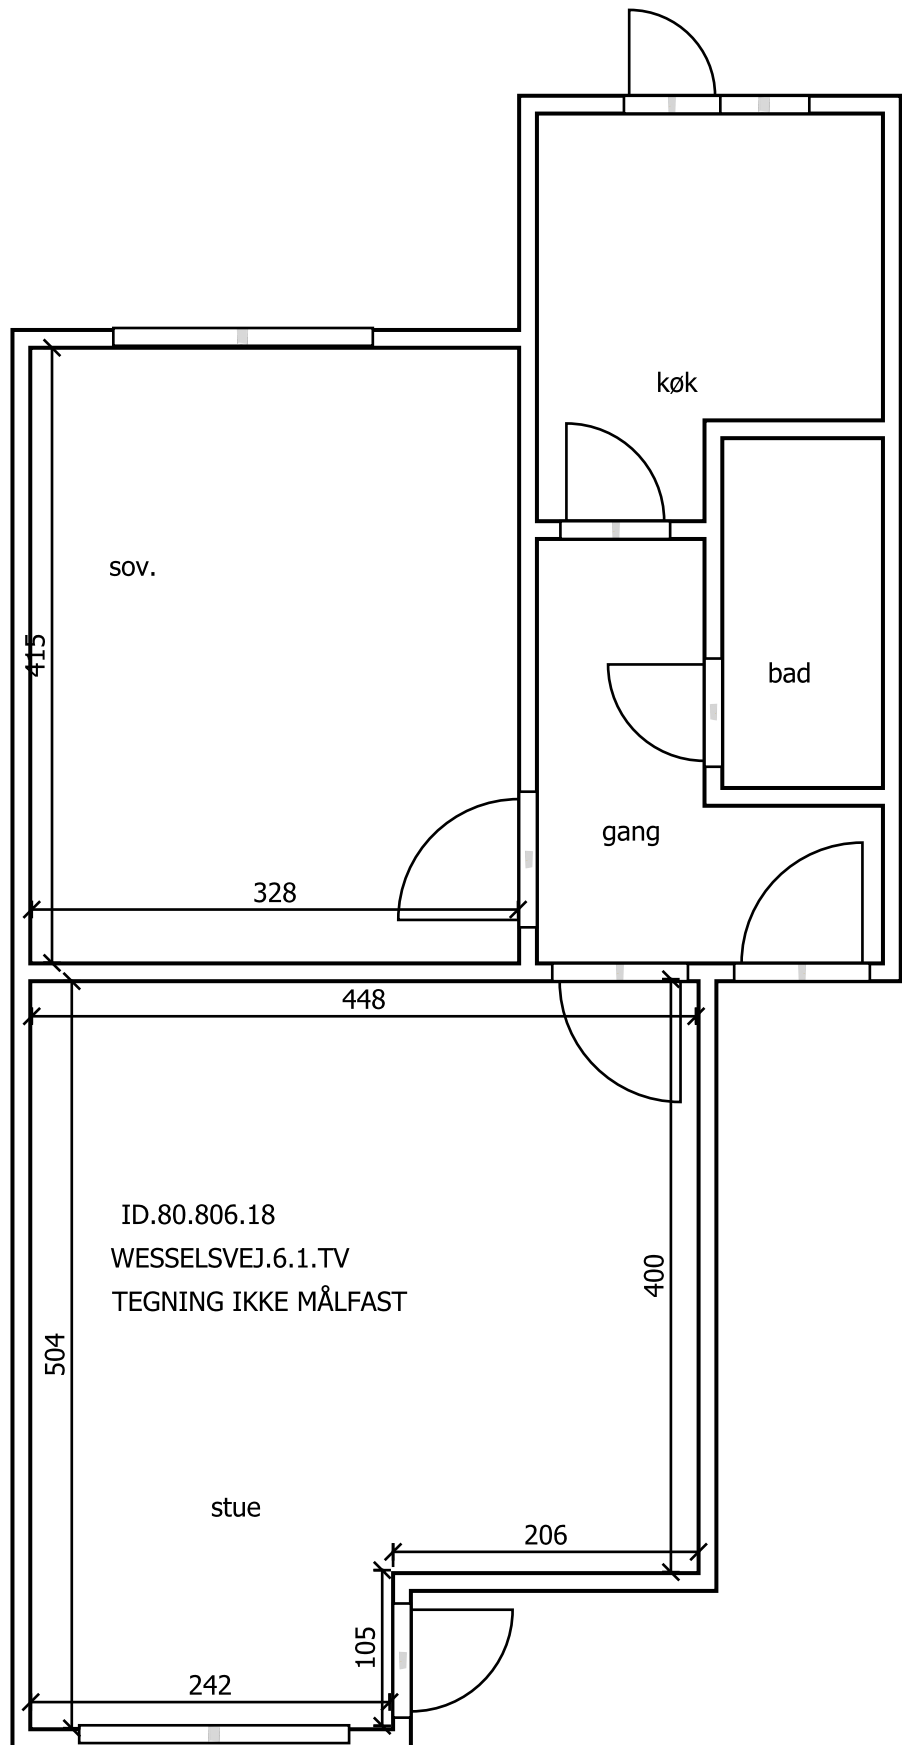 køk
sov.
415
bad
gang
328
448
ID.80.806.18
WESSELSVEJ.6.1.TV
TEGNING IKKE MÅLFAST
400
504
stue
206
105
242